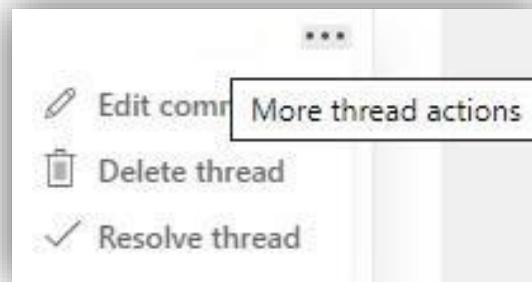 ...
Edit comm
More thread actions
Delete thread
Resolve thread